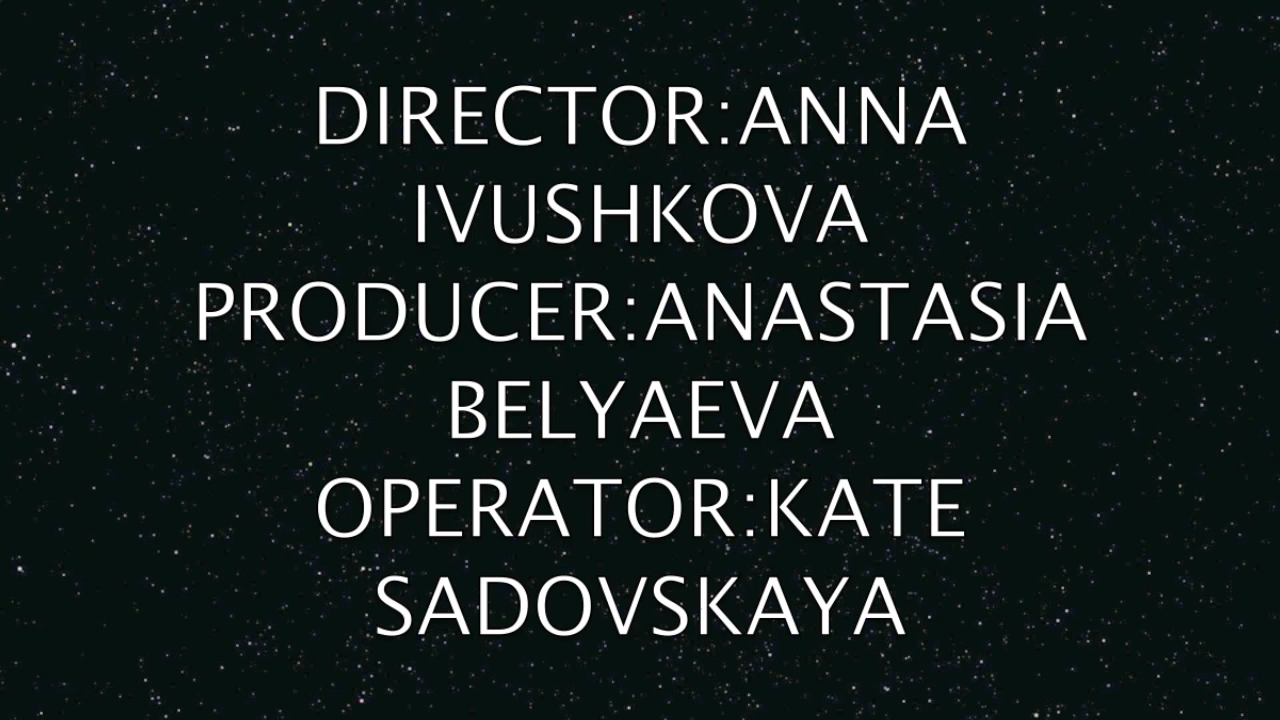 DIRECTOR:ANNA
IVUSHKOVA
PRODUCER:ANASTASIA
BELYAEVA
OPERATOR:KATE
SADOVSKAYA